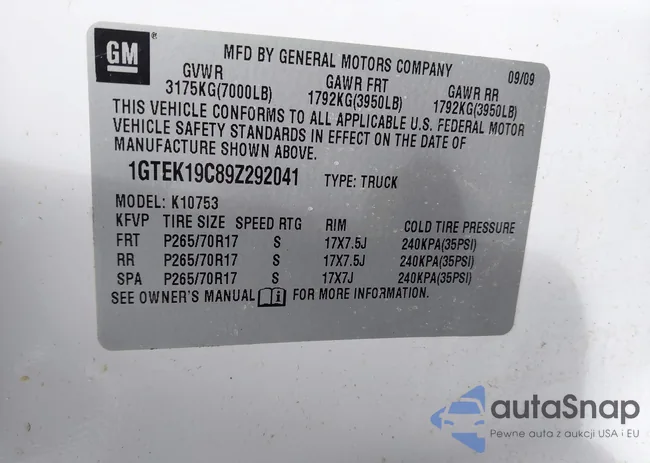 GM
MFD BY GENERAL MOTORS COMPANY 09/09
GVWR GAWR FRT GAWR RR
3175KG(7000LB) 1792KG(3950LB) 1792KG(3950LB)
THIS VEHICLE CONFORMS TO ALL APPLICABLE U.S. FEDERAL MOTOR
VEHICLE SAFETY STANDARDS IN EFFECT ON THE DATE OF
MANUFACTURE SHOWN ABOVE.
1GTEK19C89Z292041 TYPE: TRUCK
MODEL: K10753
KFVP TIRE SIZE SPEED RTG RIM COLD TIRE PRESSURE
FRT P265/70R17 S 17X7.5J 240KPA(35PSI)
RR P265/70R17 S 17X7.5J 240KPA(35PSI)
SPA P265/70R17 S 17X7J 240KPA(35PSI)
SEE OWNER'S MANUAL FOR MORE INFORMATION.
autaSnap
Pewne auta z aukcji USA i EU